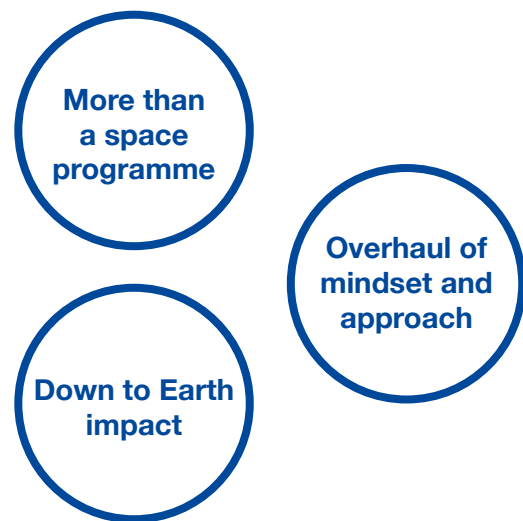 More than
a space
programme
Overhaul of
mindset and
approach
Down to Earth
impact